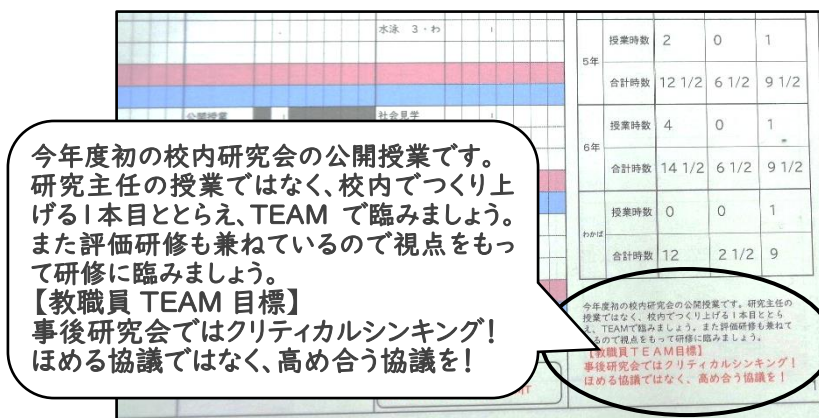 水泳 3・わ
公開授業
社会見学
5年
授業時数 2 0 1
合計時数 12 1/2 6 1/2 9 1/2
6年
授業時数 4 0 1
合計時数 14 1/2 6 1/2 9 1/2
わかば
授業時数 0 0 1
合計時数 12 2 1/2 9
今年度初の校内研究会の公開授業です。
研究主任の授業ではなく、校内でつくり上
げる1本目ととらえ、TEAM で臨みましょう。
また評価研修も兼ねているので視点をもっ
て研修に臨みましょう。
【教職員 TEAM 目標】
事後研究会ではクリティカルシンキング!
ほめる協議ではなく、高め合う協議を!
今年度初の校内研究会の公開授業です。研究主任の
授業ではなく、校内でつくり上げる1本目ととら
え、TEAMで臨みましょう。また評価研修も兼ねて
るので視点をもって研修に臨みましょう。
【教職員TEAM目標】
事後研究会ではクリティカルシンキング!
ほめる協議ではなく、高め合う協議を!